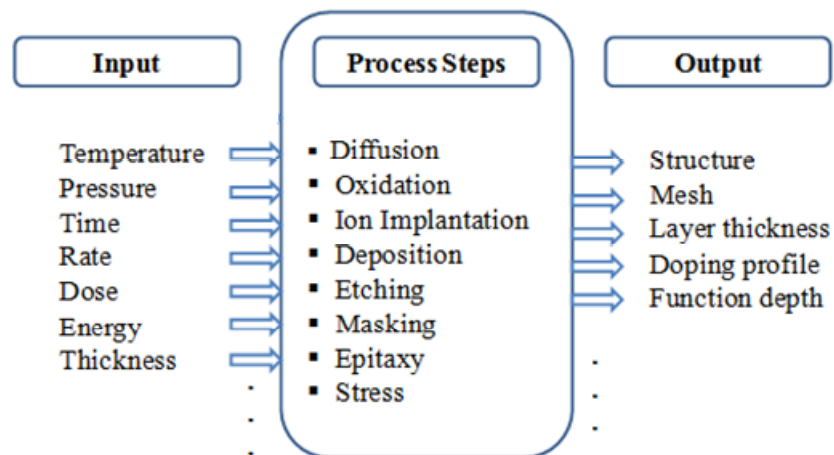 Input
Temperature
Pressure
Time
Rate
Dose
Energy
Thickness
Process Steps
▪ Diffusion
▪ Oxidation
▪ Ion Implantation
▪ Deposition
▪ Etching
▪ Masking
▪ Epitaxy
▪ Stress
Output
Structure
Mesh
Layer thickness
Doping profile
Function depth